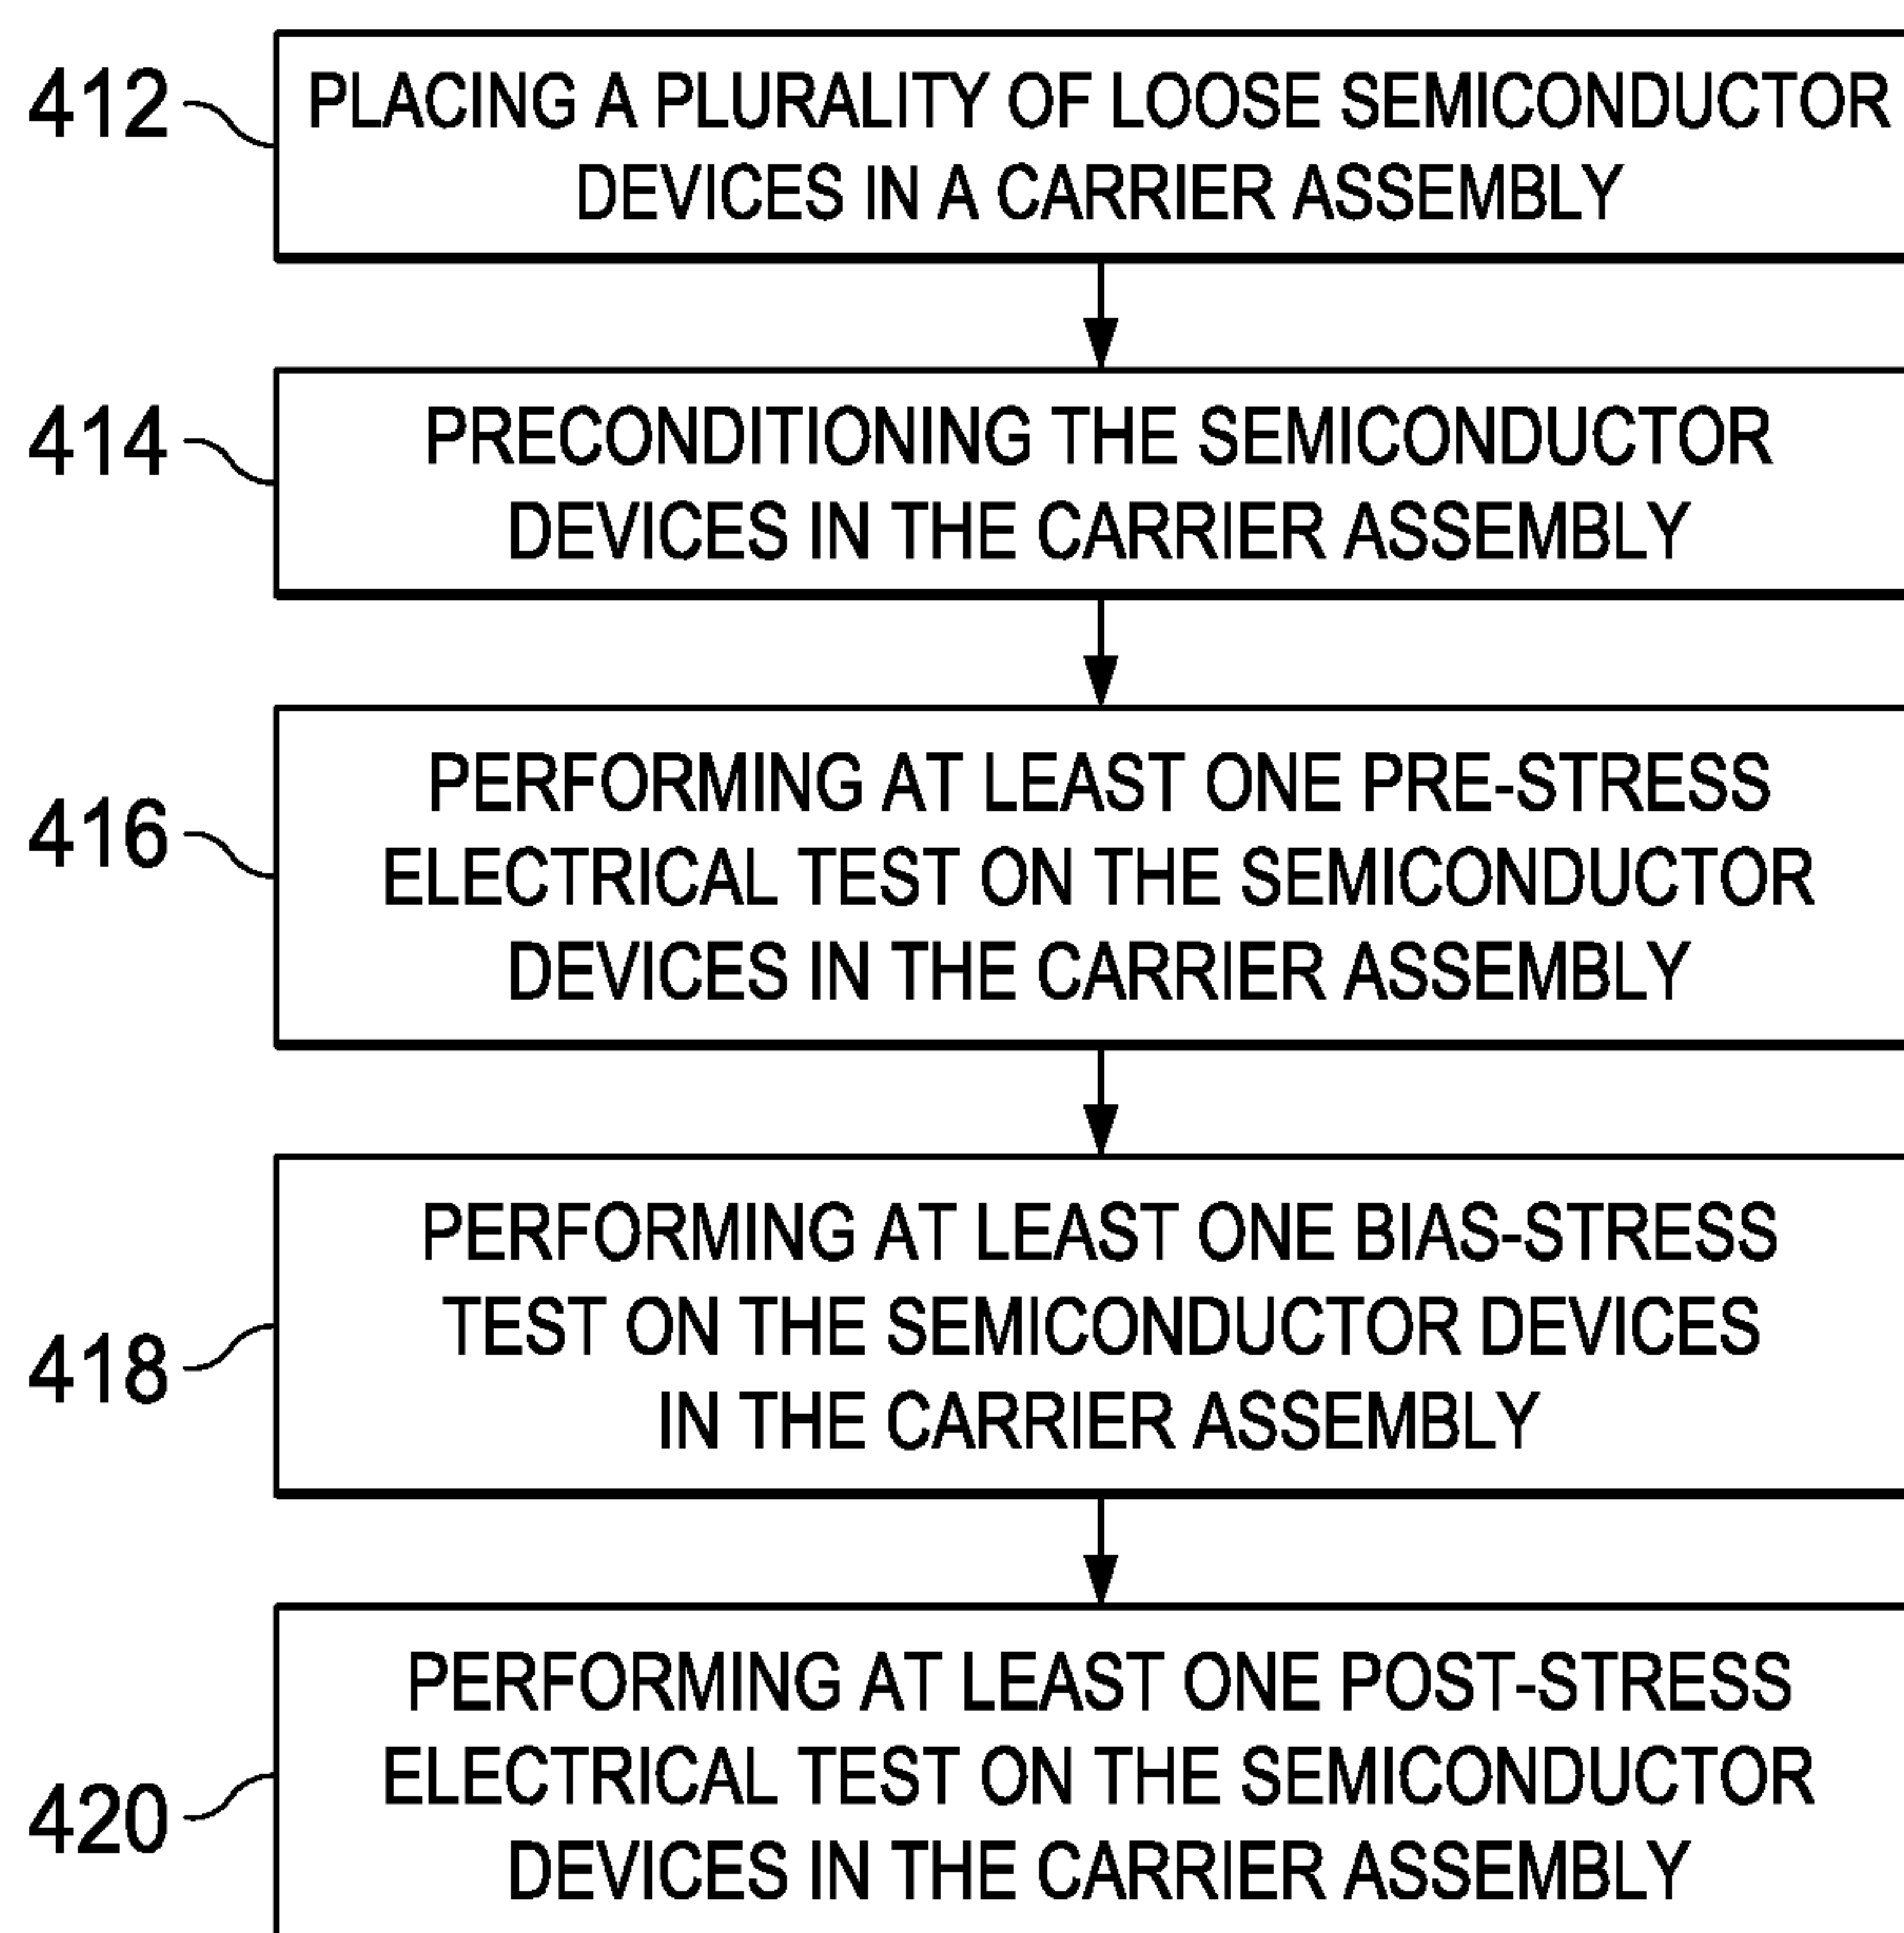 412
PLACING A PLURALITY OF LOOSE SEMICONDUCTOR
DEVICES IN A CARRIER ASSEMBLY
414
PRECONDITIONING THE SEMICONDUCTOR
DEVICES IN THE CARRIER ASSEMBLY
416
PERFORMING AT LEAST ONE PRE-STRESS
ELECTRICAL TEST ON THE SEMICONDUCTOR
DEVICES IN THE CARRIER ASSEMBLY
418
PERFORMING AT LEAST ONE BIAS-STRESS
TEST ON THE SEMICONDUCTOR DEVICES
IN THE CARRIER ASSEMBLY
420
PERFORMING AT LEAST ONE POST-STRESS
ELECTRICAL TEST ON THE SEMICONDUCTOR
DEVICES IN THE CARRIER ASSEMBLY